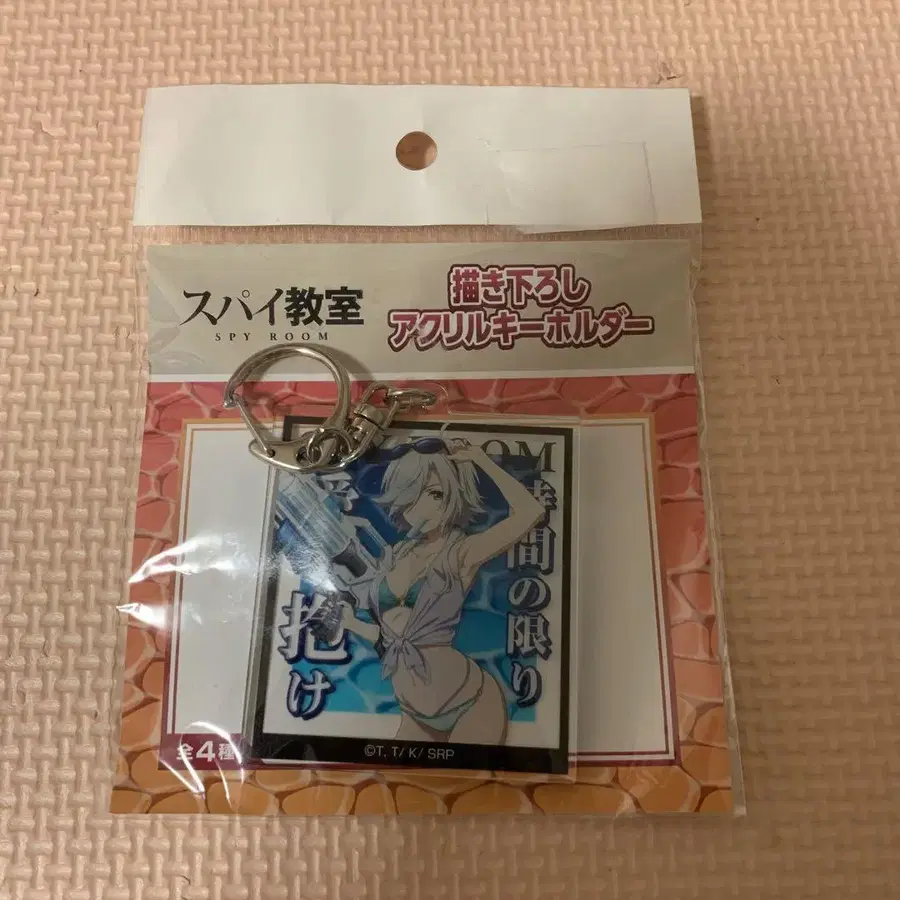 スパイ教室
SPY ROOM
描き下ろし
アクリルキーホルダー
OOM
時間の限り
抱け
©T, T/ K/ SRP
全4種